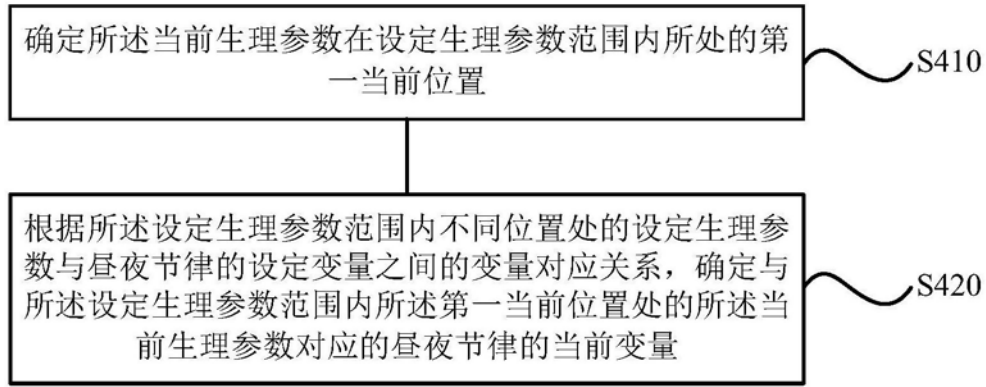 确定所述当前生理参数在设定生理参数范围内所处的第
一当前位置
S410
根据所述设定生理参数范围内不同位置处的设定生理参
数与昼夜节律的设定变量之间的变量对应关系，确定与
所述设定生理参数范围内所述第一当前位置处的所述当
前生理参数对应的昼夜节律的当前变量
S420